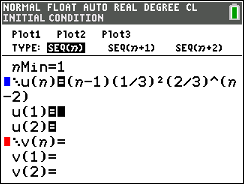 NORMAL FLOAT AUTO REAL DEGREE CL
INITIAL CONDITION
Plot1 Plot2 Plot3
TYPE: SEQ(n) SEQ(n+1) SEQ(n+2)
nMin=1
u(n)=(n-1)(1/3)²(2/3)^(n
-2)
u(1)=
u(2)=
v(n)=
v(1)=
v(2)=